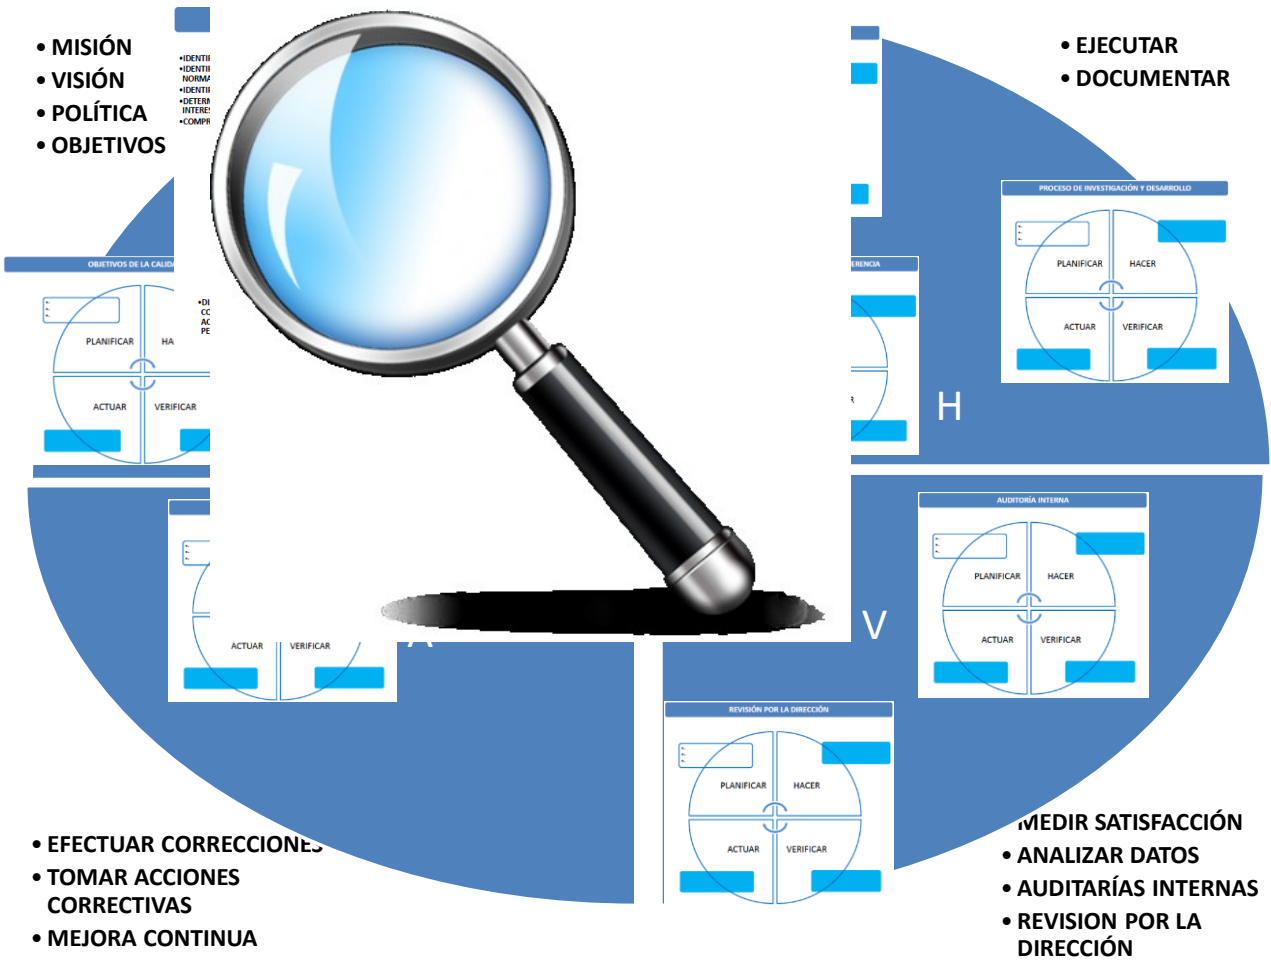 • MISIÓN
• VISIÓN
• POLÍTICA
• OBJETIVOS
• EJECUTAR
• DOCUMENTAR
PROCESO DE INVESTIGACIÓN Y DESARROLLO
PLANIFICAR HACER
ACTUAR VERIFICAR
OBJETIVOS DE LA
PLANIFICAR
ACTUAR VERIFICAR
H
AUDITORÍA INTERNA
PLANIFICAR HACER
ACTUAR VERIFICAR
V
ACTUAR VERIFICAR
REVISIÓN POR LA DIRECCIÓN
PLANIFICAR HACER
ACTUAR VERIFICAR
• EFECTUAR CORRECCIONES
• TOMAR ACCIONES
CORRECTIVAS
• MEJORA CONTINUA
MEDIR SATISFACCIÓN
• ANALIZAR DATOS
• AUDITARÍAS INTERNAS
• REVISION POR LA
DIRECCIÓN